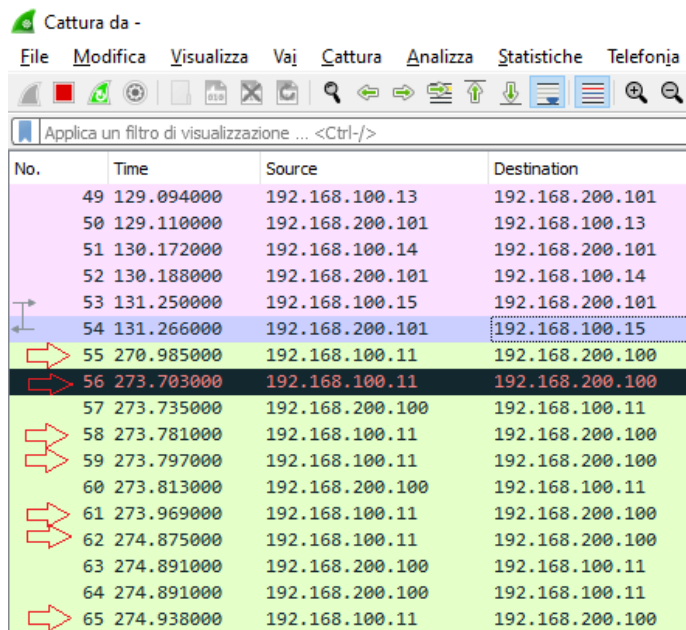 Cattura da -
File Modifica Visualizza Vai Cattura Analizza Statistiche Telefonia
Applica un filtro di visualizzazione ... <Ctrl-/>
No. Time Source Destination
49 129.094000 192.168.100.13 192.168.200.101
50 129.110000 192.168.200.101 192.168.100.13
51 130.172000 192.168.100.14 192.168.200.101
52 130.188000 192.168.200.101 192.168.100.14
53 131.250000 192.168.100.15 192.168.200.101
54 131.266000 192.168.200.101 192.168.100.15
55 270.985000 192.168.100.11 192.168.200.100
56 273.703000 192.168.100.11 192.168.200.100
57 273.735000 192.168.200.100 192.168.100.11
58 273.781000 192.168.100.11 192.168.200.100
59 273.797000 192.168.100.11 192.168.200.100
60 273.813000 192.168.200.100 192.168.100.11
61 273.969000 192.168.100.11 192.168.200.100
62 274.875000 192.168.100.11 192.168.200.100
63 274.891000 192.168.200.100 192.168.100.11
64 274.891000 192.168.200.100 192.168.100.11
65 274.938000 192.168.100.11 192.168.200.100